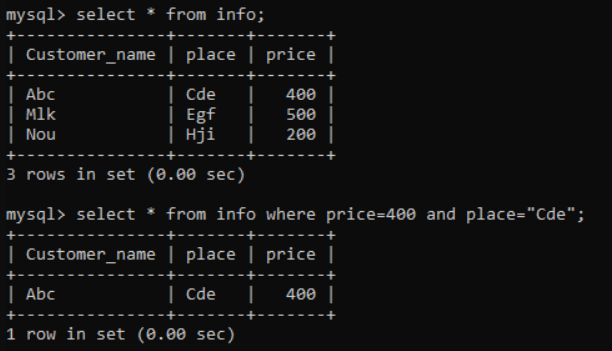 mysql> select * from info;
+---------------+-------+-------+
| Customer_name | place | price |
+---------------+-------+-------+
| Abc           | Cde   |   400 |
| Mlk           | Egf   |   500 |
| Nou           | Hji   |   200 |
+---------------+-------+-------+
3 rows in set (0.00 sec)

mysql> select * from info where price=400 and place="Cde";
+---------------+-------+-------+
| Customer_name | place | price |
+---------------+-------+-------+
| Abc           | Cde   |   400 |
+---------------+-------+-------+
1 row in set (0.00 sec)